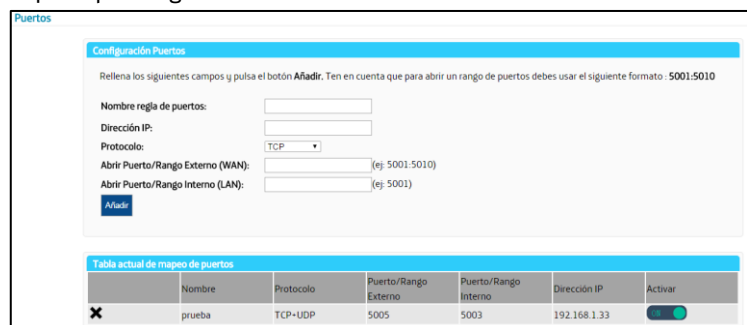 Puertos
Configuración Puertos
Rellena los siguientes campos y pulsa el botón Añadir. Ten en cuenta que para abrir un rango de puertos debes usar el siguiente formato : 5001:5010
Nombre regla de puertos:
Dirección IP:
Protocolo: TCP
Abrir Puerto/Rango Externo (WAN): (ej: 5001:5010)
Abrir Puerto/Rango Interno (LAN): (ej: 5001)
Añadir
Tabla actual de mapeo de puertos
Nombre Protocolo Puerto/Rango Externo Puerto/Rango Interno Dirección IP Activar
prueba TCP+UDP 5005 5003 192.168.1.33